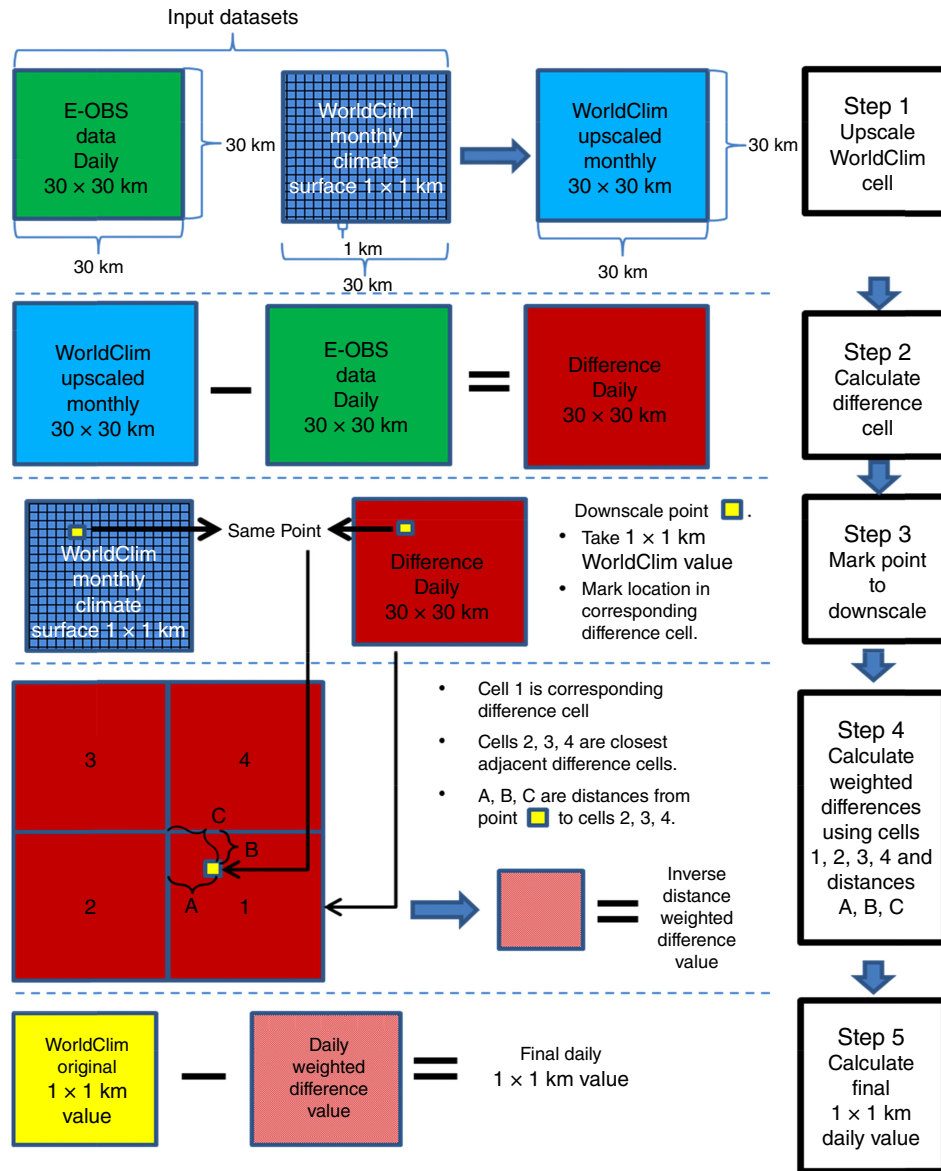 Input datasets
E-OBS
data
Daily
30 × 30 km
30 km
30 km
WorldClim
monthly
climate
surface 1 × 1 km
1 km
30 km
WorldClim
upscaled
monthly
30 × 30 km
30 km
30 km
Step 1
Upscale
WorldClim
cell
WorldClim
upscaled
monthly
30 × 30 km
E-OBS
data
Daily
30 × 30 km
Difference
Daily
30 × 30 km
Step 2
Calculate
difference
cell
WorldClim
monthly
climate
surface 1 × 1 km
Same Point
Difference
Daily
30 × 30 km
Downscale point .
• Take 1 × 1 km
WorldClim value
• Mark location in
corresponding
difference cell.
Step 3
Mark point
to
downscale
3
4
C
B
A
2
1
• Cell 1 is corresponding
difference cell
• Cells 2, 3, 4 are closest
adjacent difference cells.
• A, B, C are distances from
point to cells 2, 3, 4.
Inverse
distance
weighted
difference
value
Step 4
Calculate
weighted
differences
using cells
1, 2, 3, 4 and
distances
A, B, C
WorldClim
original
1 × 1 km
value
Daily
weighted
difference
value
Final daily
1 × 1 km value
Step 5
Calculate
final
1 × 1 km
daily value